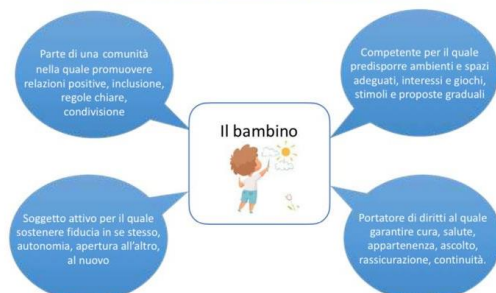 Parte di una comunità
nella quale promuovere
relazioni positive, inclusione,
regole chiare,
condivisione
Competente per il quale
predisporre ambienti e spazi
adeguati, interessi e giochi,
stimoli e proposte graduali
Il bambino
Soggetto attivo per il quale
sostenere fiducia in se stesso,
autonomia, apertura all'altro,
al nuovo
Portatore di diritti al quale
garantire cura, salute,
appartenenza, ascolto,
rassicurazione, continuità.